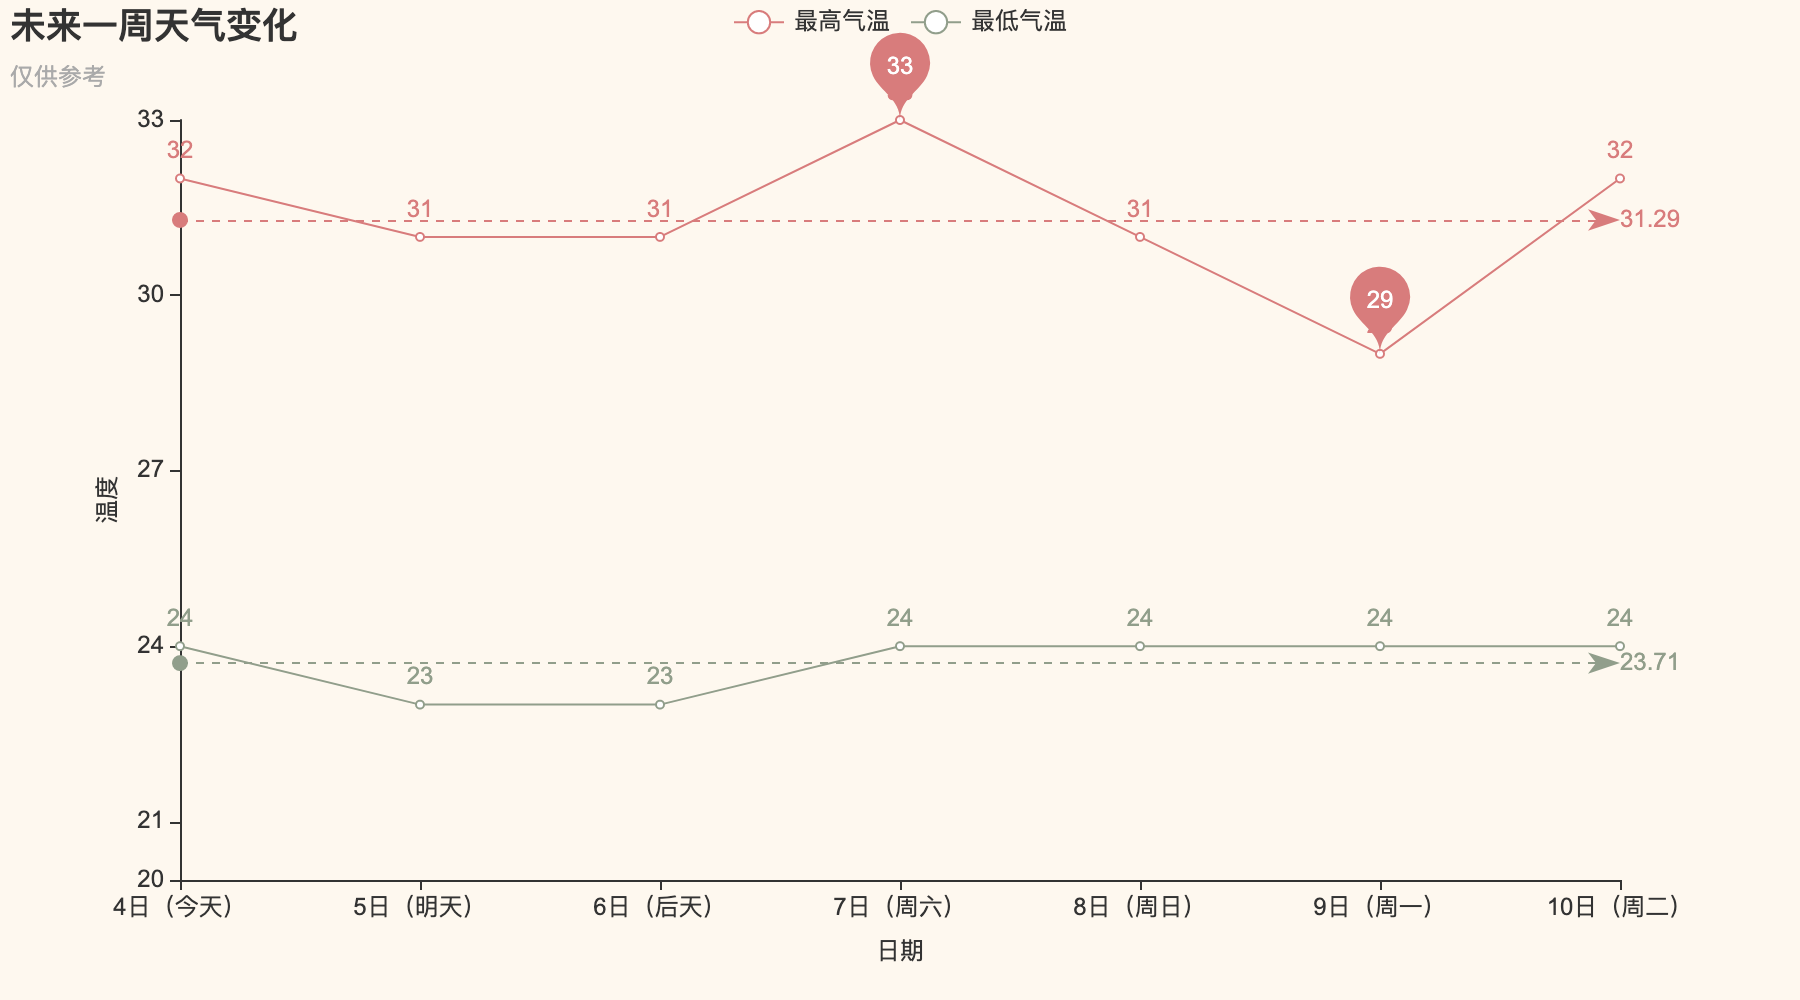 未来一周天气变化
仅供参考
最高气温 最低气温
33
33
32 32
31 31 31
31.29
30
29
27
温度
24 24 24 24 24
24
23 23
23.71
21
20
4日（今天） 5日（明天） 6日（后天） 7日（周六） 8日（周日） 9日（周一） 10日（周二）
日期